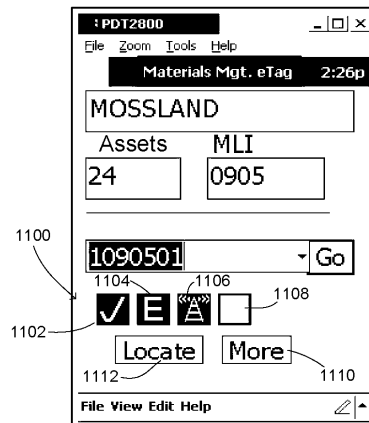 PDT2800
File Zoom Tools Help
Materials Mgt. eTag 2:26p
MOSSLAND
Assets MLI
24 0905
1100
1090501 Go
1104 1106 1108
E
1102
Locate More
1112 1110
File View Edit Help